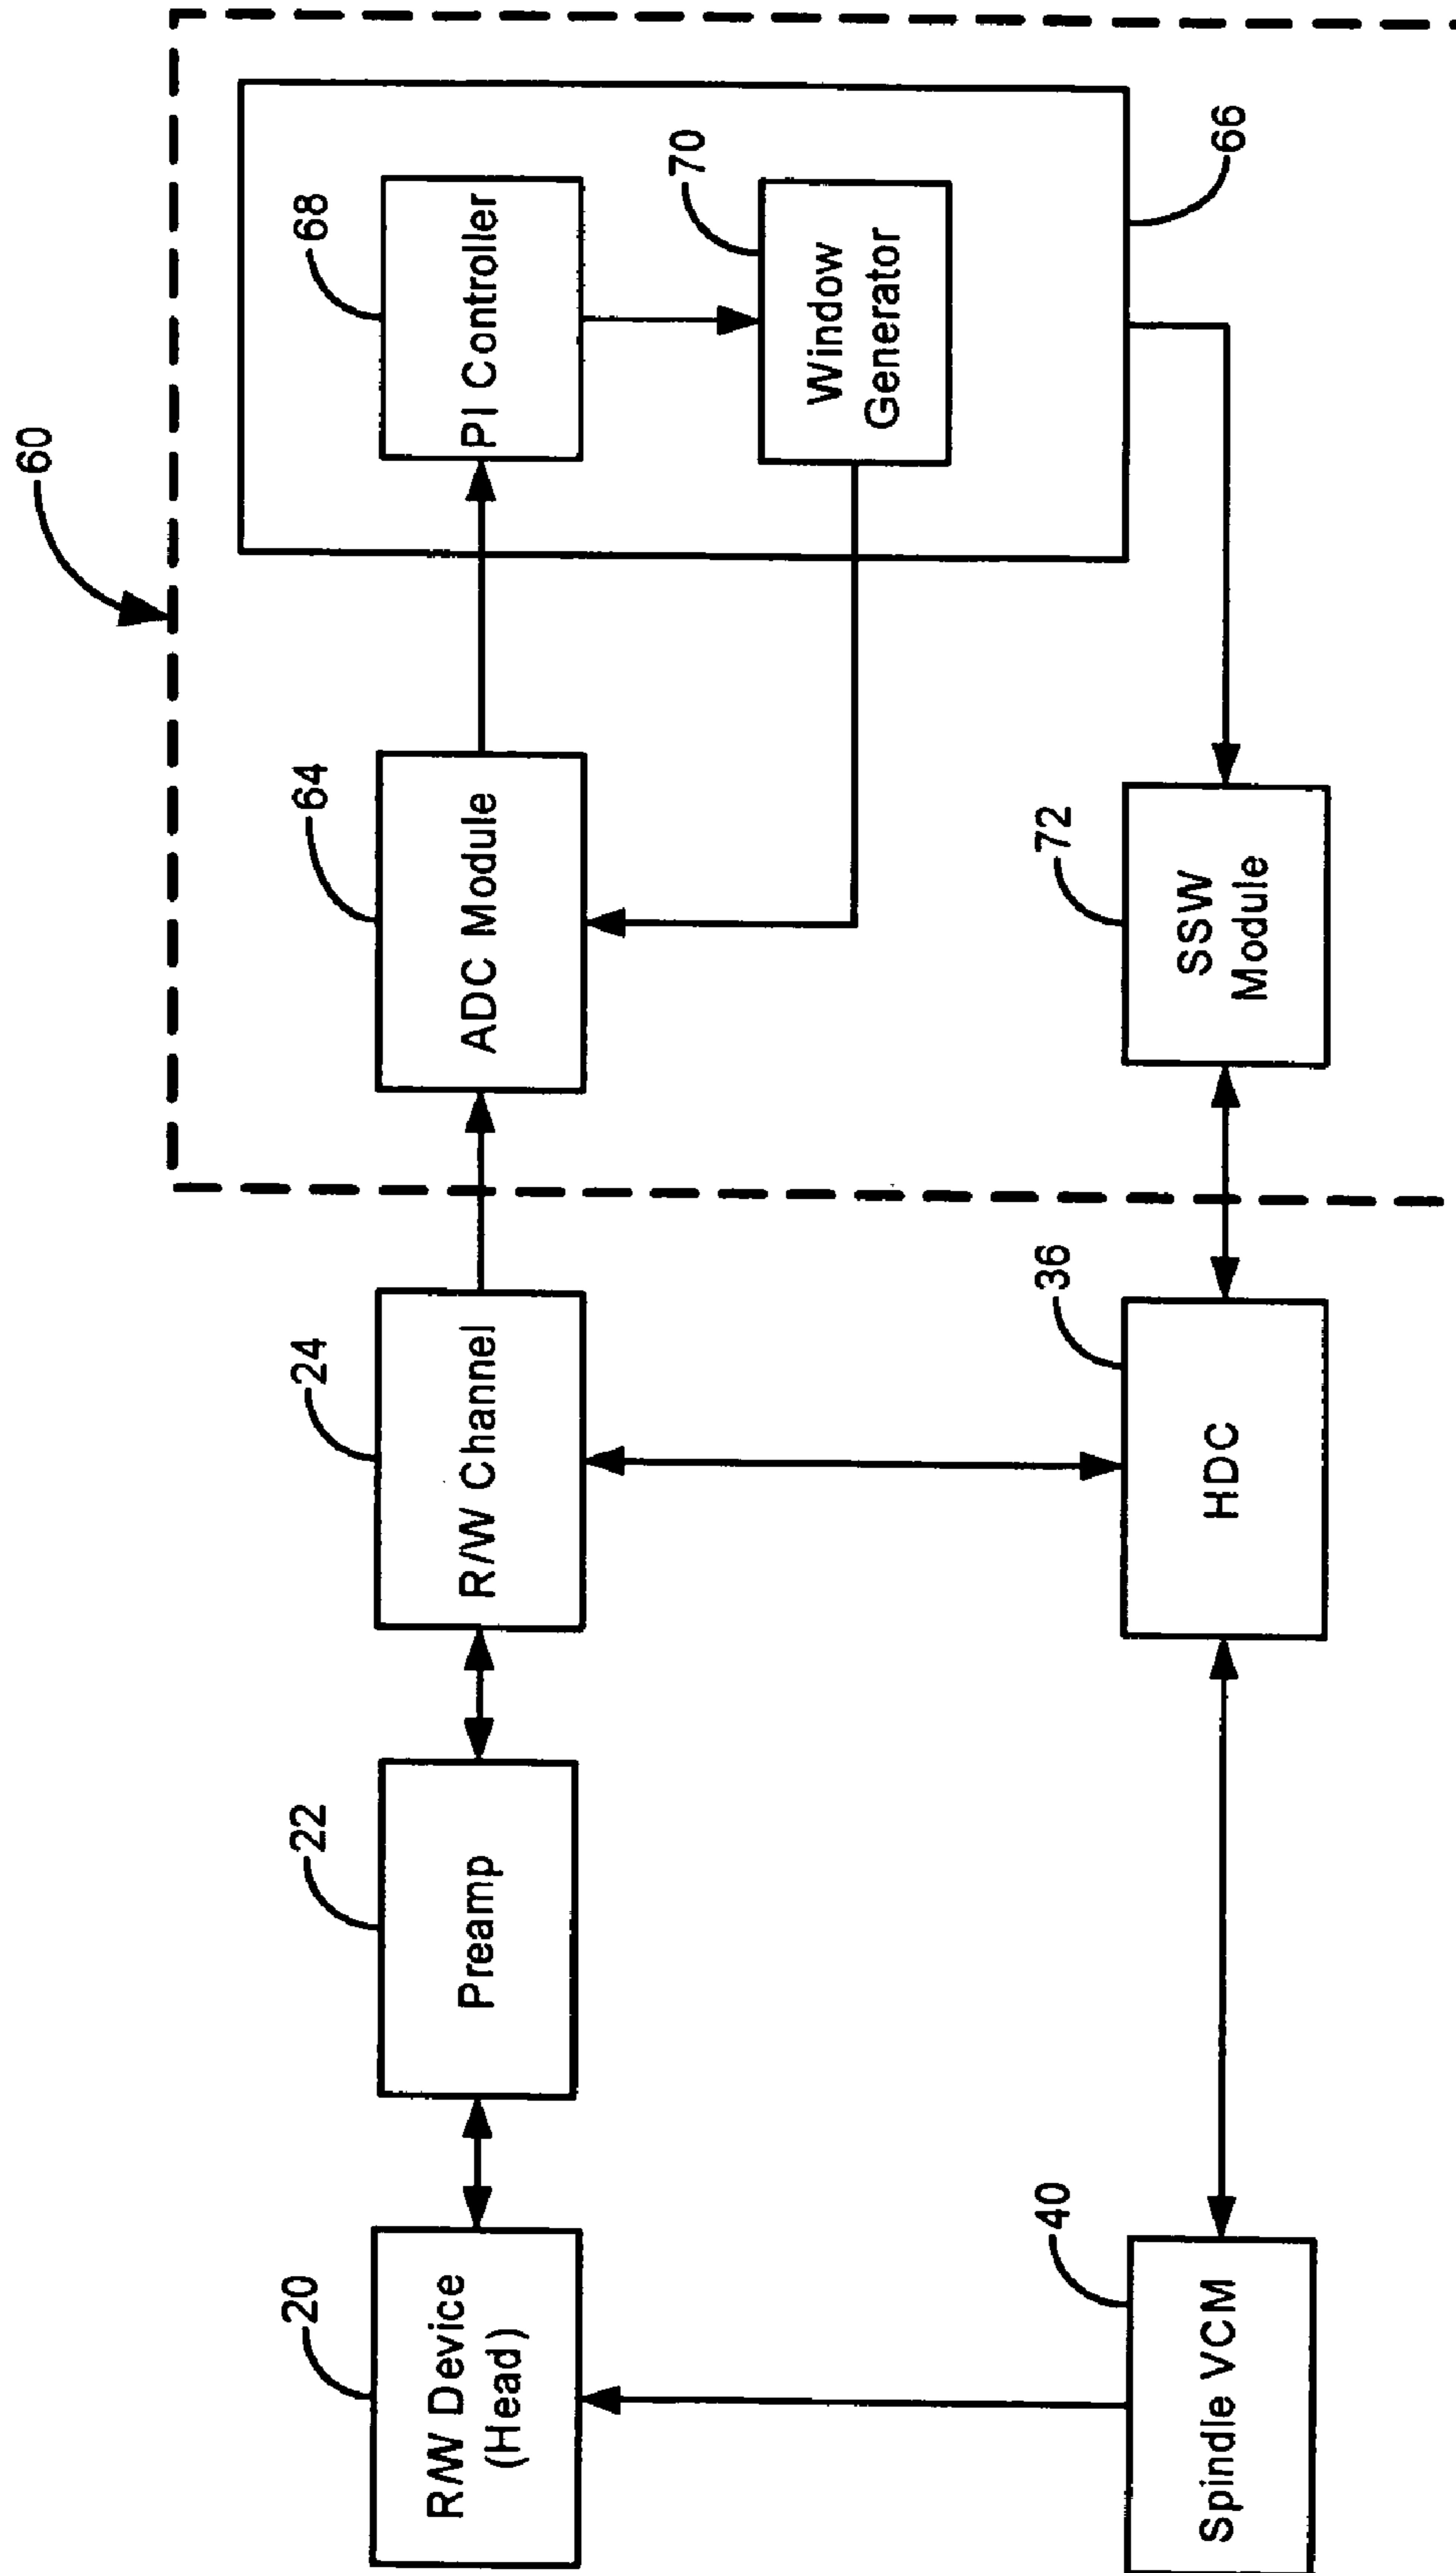 60
20
R/W Device
(Head)
22
Preamp
24
R/W Channel
64
ADC Module
68
PI Controller
70
Window
Generator
66
40
Spindle VCM
36
HDC
72
SSW
Module